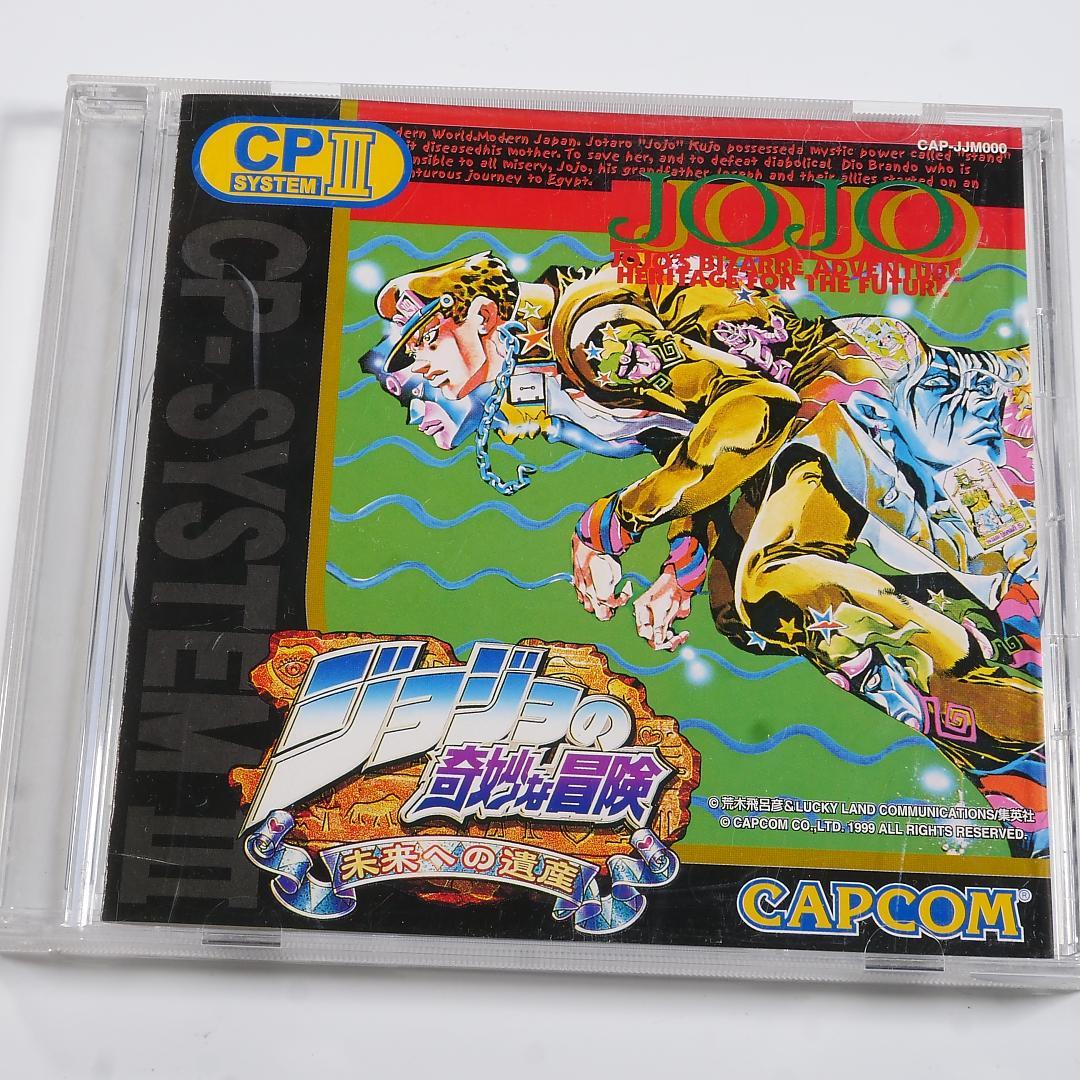 CP III
SYSTEM
CAP-JJM000
dern World.Modern Japan. Jotaro "Jojo" Kujo possesseda mystic power called "stand"
it diseasedhis mother. To save her, and to defeat diabolical Dio Brando who is
nsible to all misery, Jojo, his grandfather Joseph and their allies started on an
nturous journey to Egypt.
JOJO
JOJO'S BIZARRE ADVENTURE
HERITAGE FOR THE FUTURE
CP-SYSTEM III
ジョジョの
奇妙な冒険
未来への遺産
© 荒木飛呂彦&LUCKY LAND COMMUNICATIONS/集英社
© CAPCOM CO.,LTD. 1999 ALL RIGHTS RESERVED.
CAPCOM®